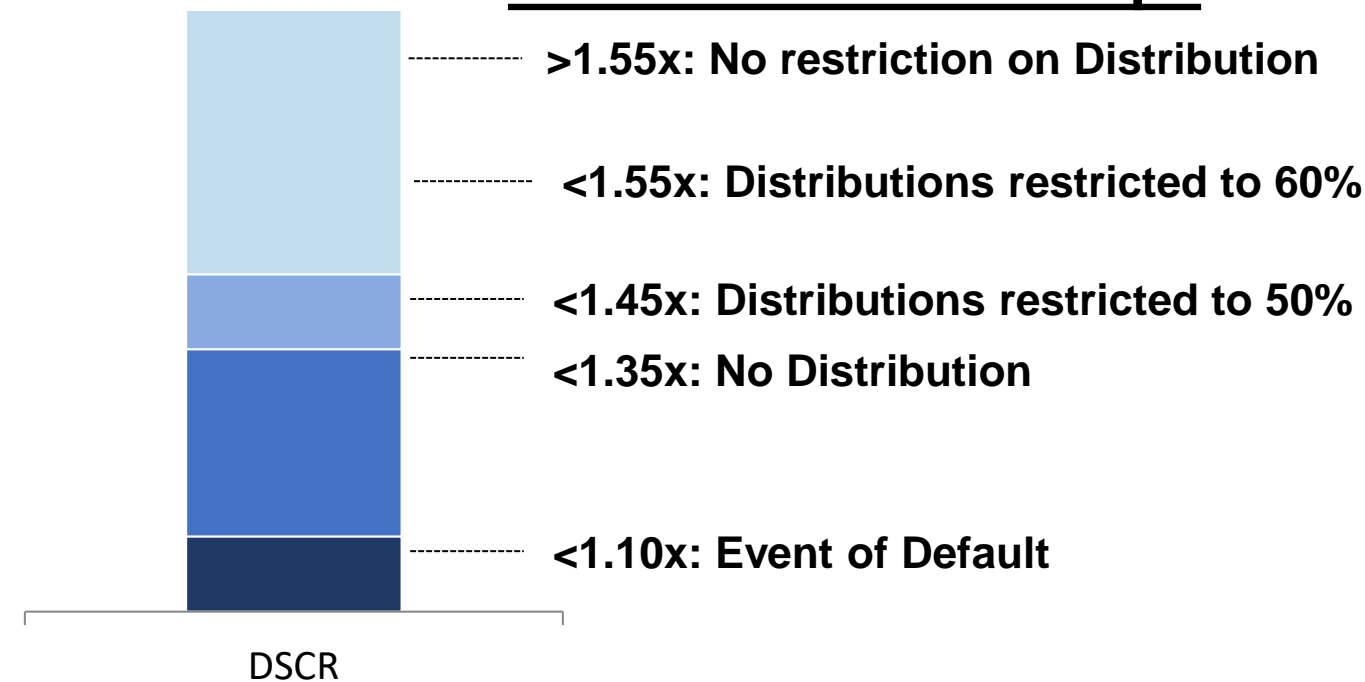 >1.55x: No restriction on Distribution
<1.55x: Distributions restricted to 60%
<1.45x: Distributions restricted to 50%
<1.35x: No Distribution
<1.10x: Event of Default
DSCR